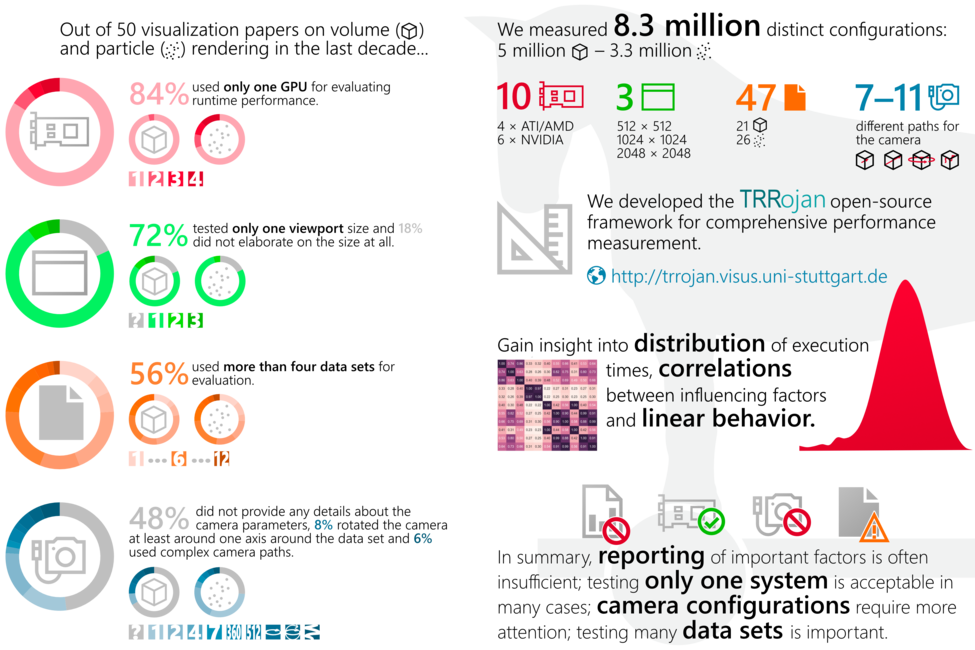 Out of 50 visualization papers on volume ( )
and particle ( ) rendering in the last decade...
84% used only one GPU for evaluating
runtime performance.
1 2 3 4
72% tested only one viewport size and 18%
did not elaborate on the size at all.
? 1 2 3
56% used more than four data sets for
evaluation.
1 ••• 6 ••• 12
48% did not provide any details about the
camera parameters, 8% rotated the camera
at least around one axis around the data set and 6%
used complex camera paths.
? 1 2 4 7 360 512
We measured 8.3 million distinct configurations:
5 million – 3.3 million
10
4 × ATI/AMD
6 × NVIDIA
3
512 × 512
1024 × 1024
2048 × 2048
47
21
26
7–11
different paths for
the camera
We developed the TRRojan open-source
framework for comprehensive performance
measurement.
http://trrojan.visus.uni-stuttgart.de
Gain insight into distribution of execution
times, correlations
between influencing factors
and linear behavior.
In summary, reporting of important factors is often
insufficient; testing only one system is acceptable in
many cases; camera configurations require more
attention; testing many data sets is important.